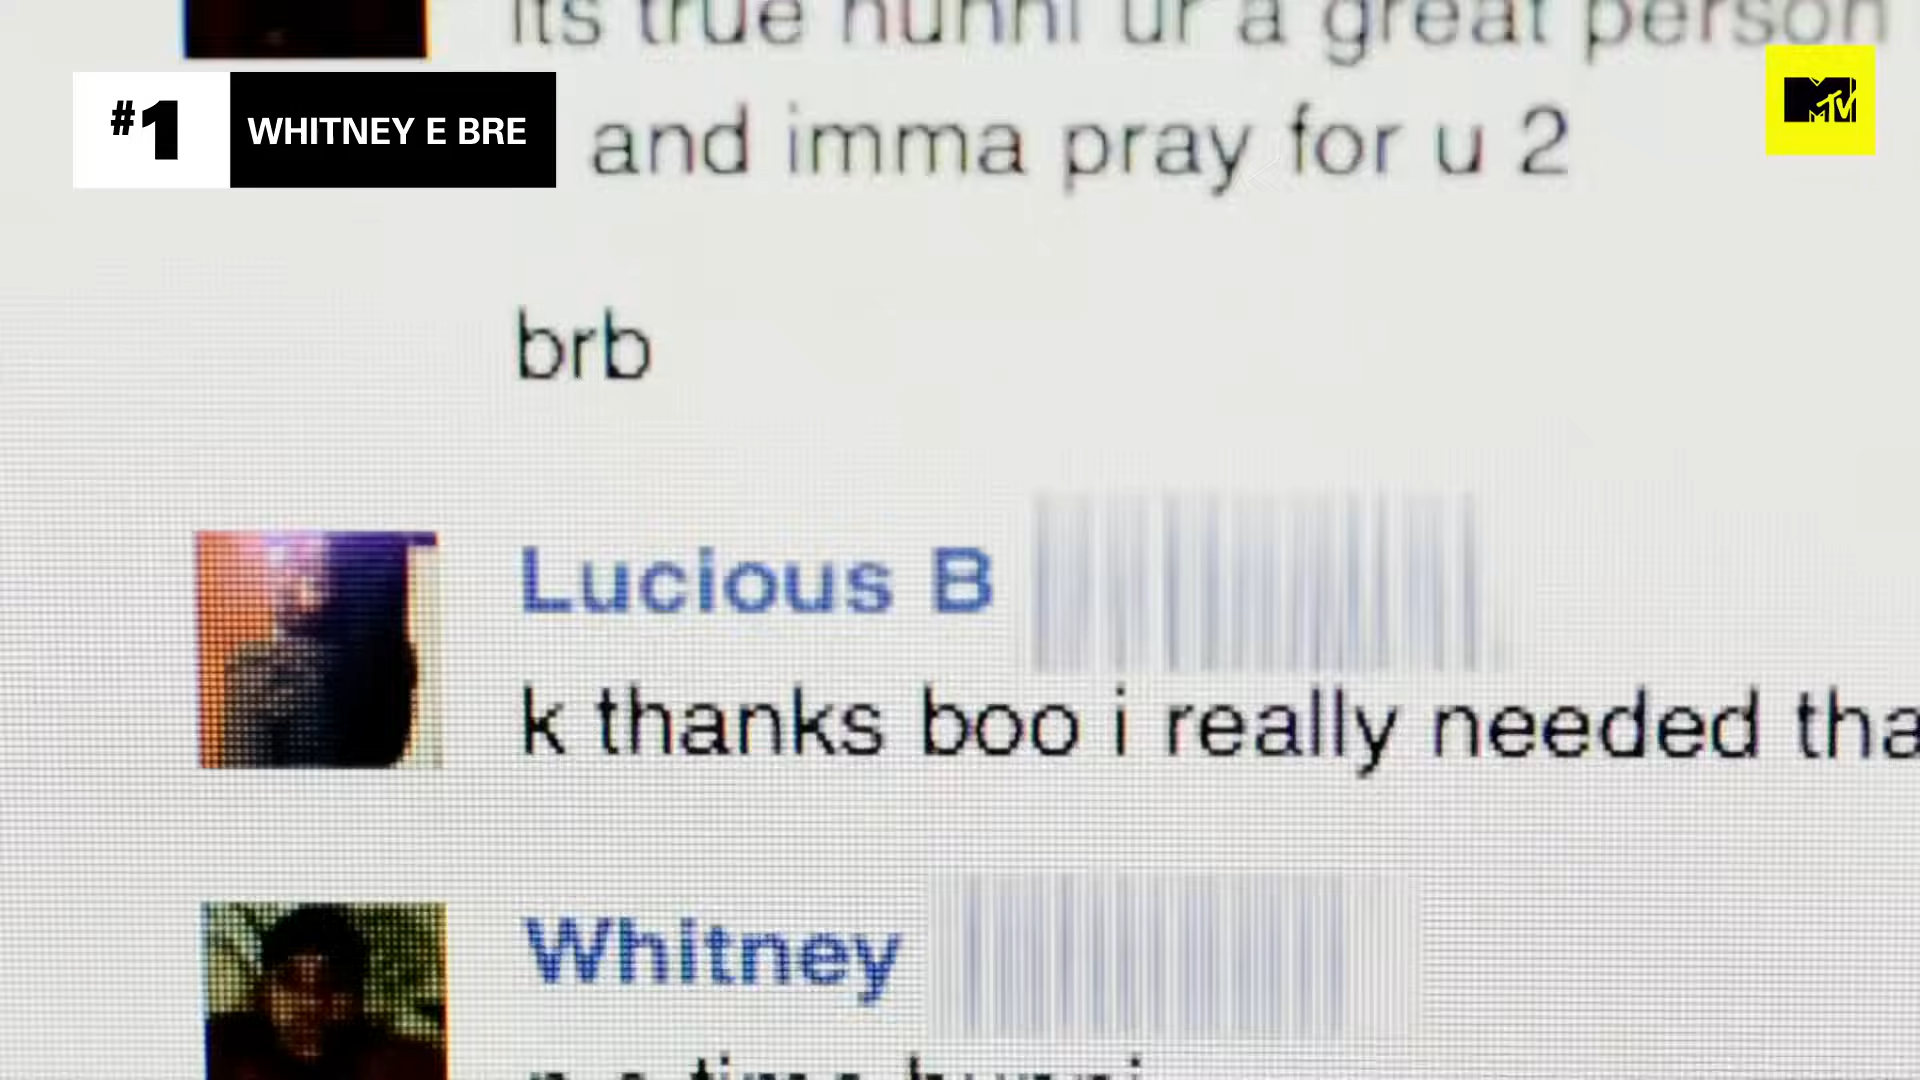 its true hunni ur a great person
#1 WHITNEY E BRE
MTV
and imma pray for u 2
brb
Lucious B
k thanks boo i really needed tha
Whitney